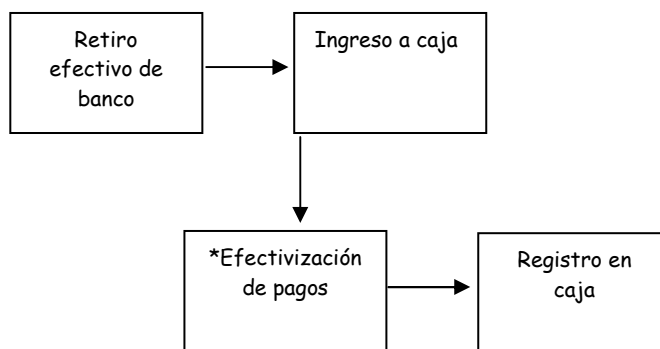 Retiro
efectivo de
banco
Ingreso a caja
*Efectivización
de pagos
Registro en
caja